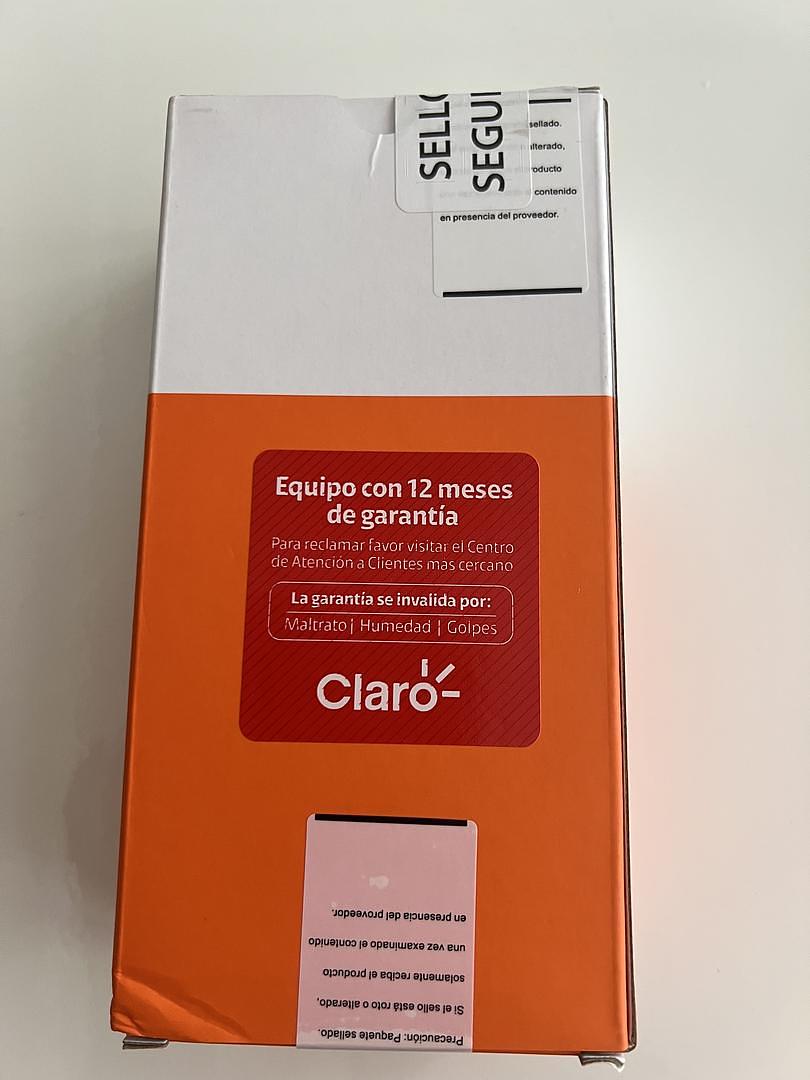 SELLO
SEGURI
sellado.
alterado,
producto
contenido
en presencia del proveedor.
Equipo con 12 meses
de garantía
Para reclamar favor visitar el Centro
de Atención a Clientes mas cercano
La garantía se invalida por:
Maltrato | Humedad | Golpes
Claro
Precaución: Paquete sellado.
Si el sello está roto o alterado,
solamente reciba el producto
una vez examinado el contenido
en presencia del proveedor.